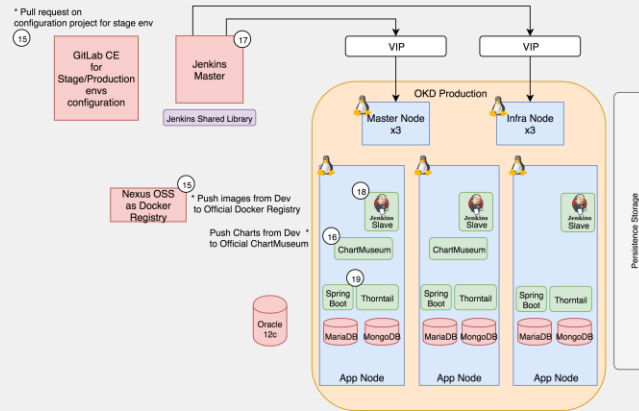 * Pull request on
configuration project for stage env
15
GitLab CE
for
Stage/Production
envs
configuration
17
Jenkins
Master
Jenkins Shared Library
VIP
VIP
OKD Production
Master Node
x3
Infra Node
x3
Persistence Storage
15
Nexus OSS
as Docker
Registry
* Push images from Dev
to Official Docker Registry
Push Charts from Dev *
to Official ChartMuseum
18
Jenkins
Slave
16
ChartMuseum
19
Spring
Boot
Thorntail
MariaDB
MongoDB
App Node
Jenkins
Slave
ChartMuseum
Spring
Boot
Thorntail
MariaDB
MongoDB
App Node
Jenkins
Slave
Spring
Boot
Thorntail
MariaDB
MongoDB
App Node
Oracle
12c